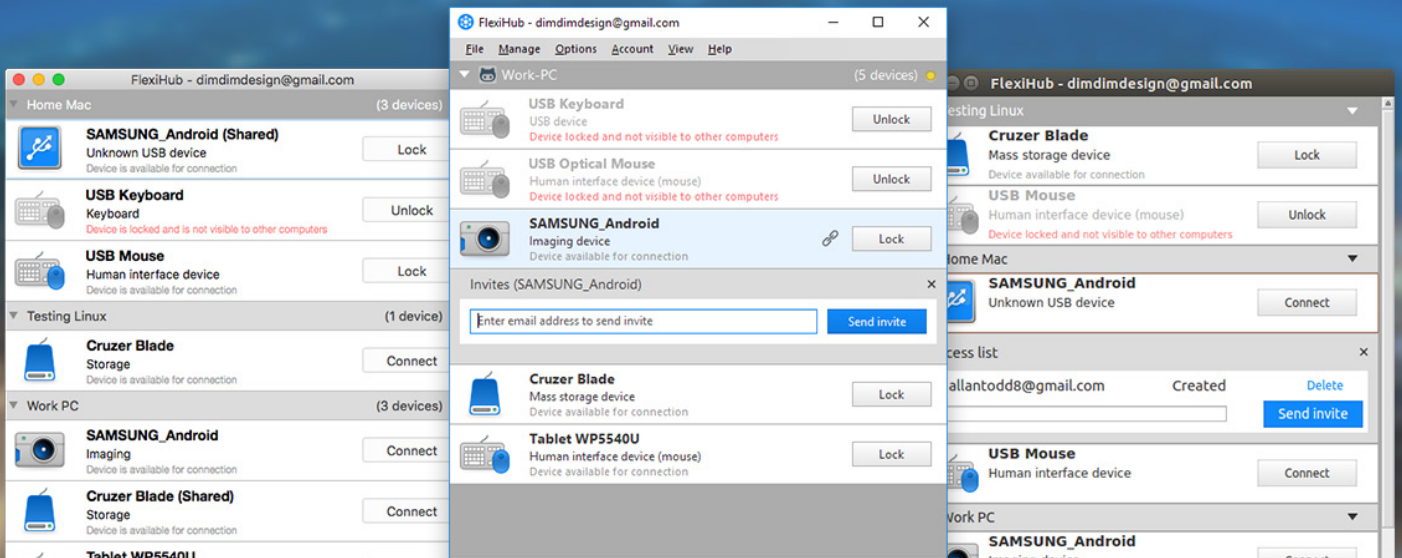 FlexiHub - dimdimdesign@gmail.com
Home Mac (3 devices)
SAMSUNG_Android (Shared)
Unknown USB device
Device is available for connection
Lock
USB Keyboard
Keyboard
Device is locked and is not visible to other computers
Unlock
USB Mouse
Human interface device
Device is available for connection
Lock
Testing Linux (1 device)
Cruzer Blade
Storage
Device is available for connection
Connect
Work PC (3 devices)
SAMSUNG_Android
Imaging
Device is available for connection
Connect
Cruzer Blade (Shared)
Storage
Device is available for connection
Connect
Tablet WP5540U
FlexiHub - dimdimdesign@gmail.com
File Manage Options Account View Help
Work-PC (5 devices)
USB Keyboard
USB device
Device locked and not visible to other computers
Unlock
USB Optical Mouse
Human interface device (mouse)
Device locked and not visible to other computers
Unlock
SAMSUNG_Android
Imaging device
Device available for connection
Lock
Invites (SAMSUNG_Android)
Enter email address to send invite
Send invite
Cruzer Blade
Mass storage device
Device available for connection
Lock
Tablet WP5540U
Human interface device (mouse)
Device available for connection
Lock
FlexiHub - dimdimdesign@gmail.com
esting Linux
Cruzer Blade
Mass storage device
Device available for connection
Lock
USB Mouse
Human interface device (mouse)
Device locked and not visible to other computers
Unlock
Home Mac
SAMSUNG_Android
Unknown USB device
Connect
cess list
allantodd8@gmail.com Created Delete
Send invite
USB Mouse
Human interface device
Connect
Work PC
SAMSUNG_Android